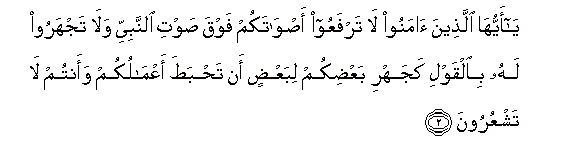 يَـٰٓأَيُّهَا ٱلَّذِينَ ءَامَنُوا۟ لَا تَرْفَعُوٓا۟ أَصْوَٰتَكُمْ فَوْقَ صَوْتِ ٱلنَّبِىِّ وَلَا تَجْهَرُوا۟
لَهُۥ بِٱلْقَوْلِ كَجَهْرِ بَعْضِكُمْ لِبَعْضٍ أَن تَحْبَطَ أَعْمَـٰلُكُمْ وَأَنتُمْ لَا
تَشْعُرُونَ ٢